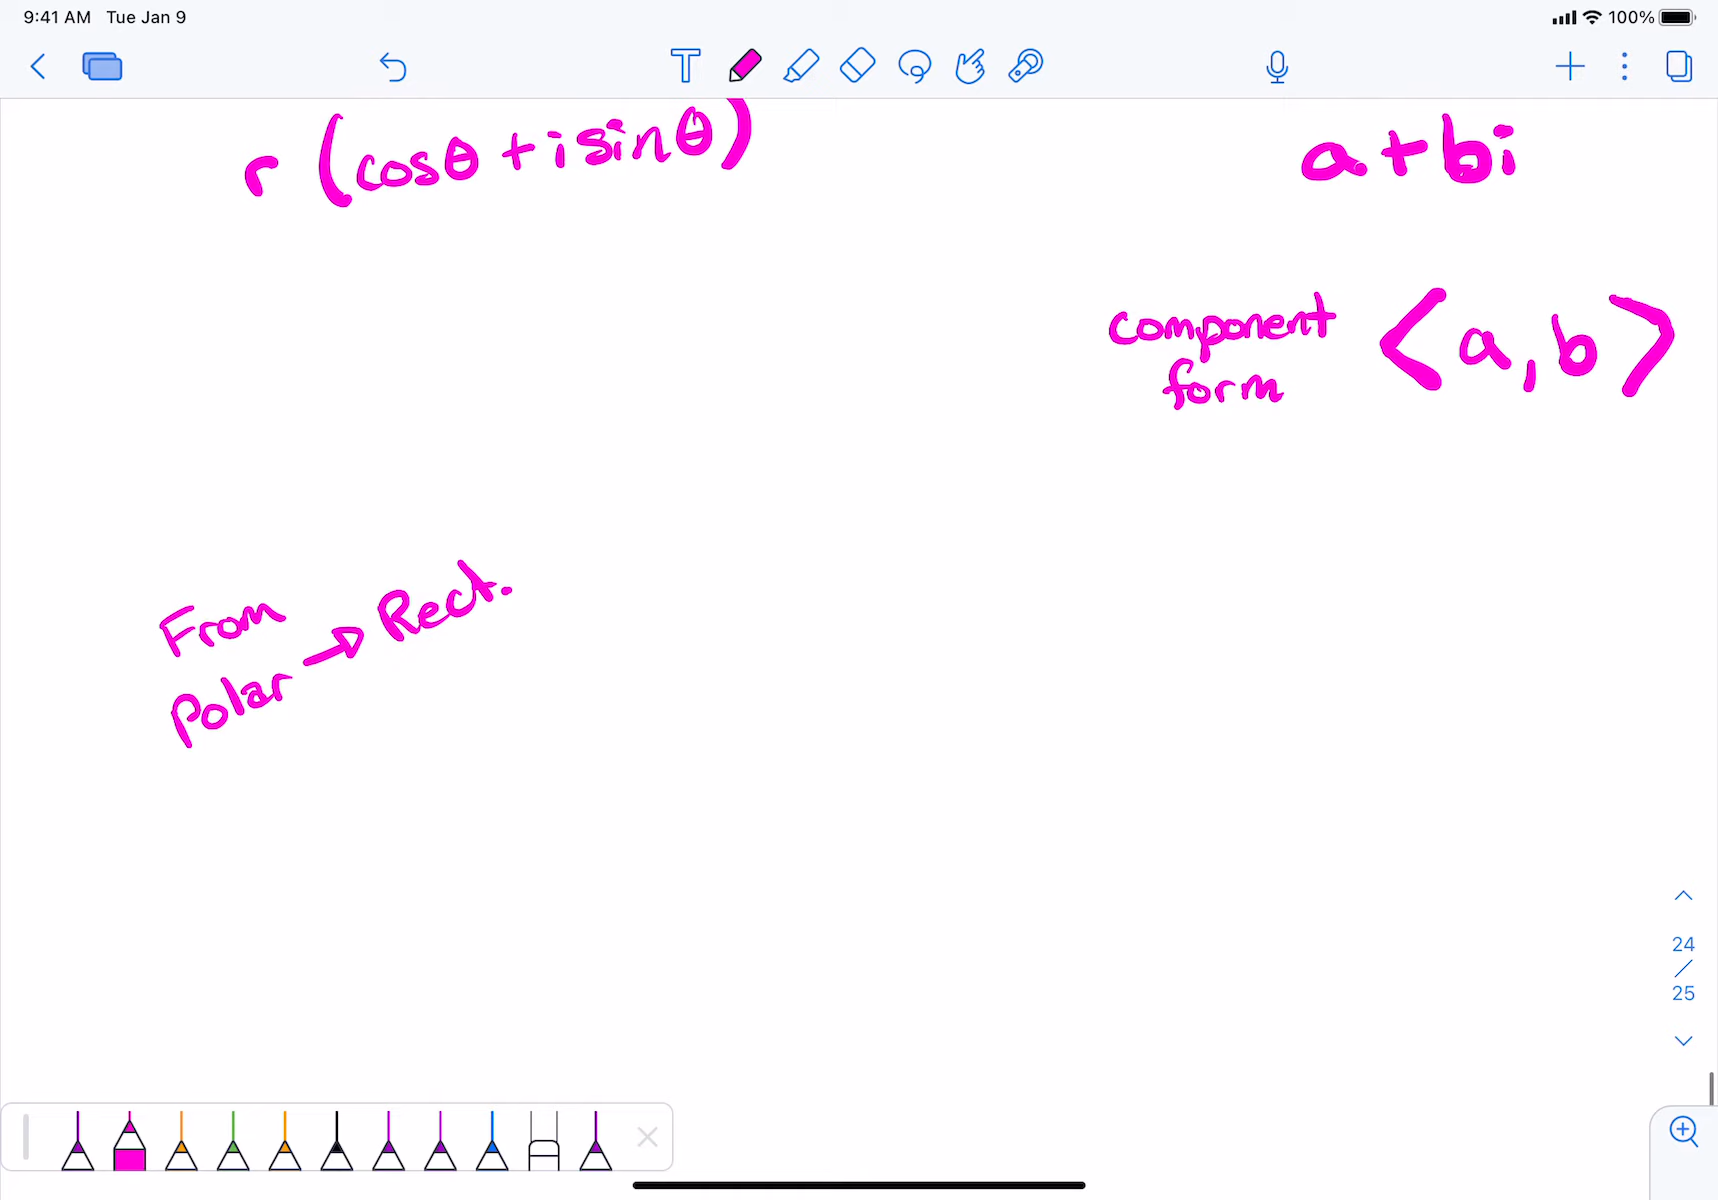 9:41 AM Tue Jan 9
100%
T
r (cosθ + i sinθ)
a+bi
component
form
<a, b>
From
Polar → Rect.
24
/
25